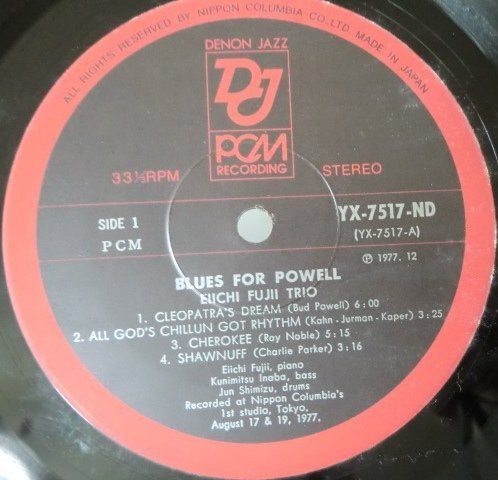 ALL RIGHTS RESERVED BY NIPPON COLUMBIA CO.,LTD. MADE IN JAPAN
DENON JAZZ
DJ
PCM
RECORDING
33⅓RPM
STEREO
SIDE 1
PCM
YX-7517-ND
(YX-7517-A)
℗ 1977. 12
BLUES FOR POWELL
EIICHI FUJII TRIO
1. CLEOPATRA'S DREAM (Bud Powell) 6:00
2. ALL GOD'S CHILLUN GOT RHYTHM (Kahn - Jurman - Kaper) 3:25
3. CHEROKEE (Ray Noble) 5:15
4. SHAWNUFF (Charlie Parker) 3:16
Eiichi Fujii, piano
Kunimitsu Inaba, bass
Jun Shimizu, drums
Recorded at Nippon Columbia's
1st studio, Tokyo,
August 17 & 19, 1977.